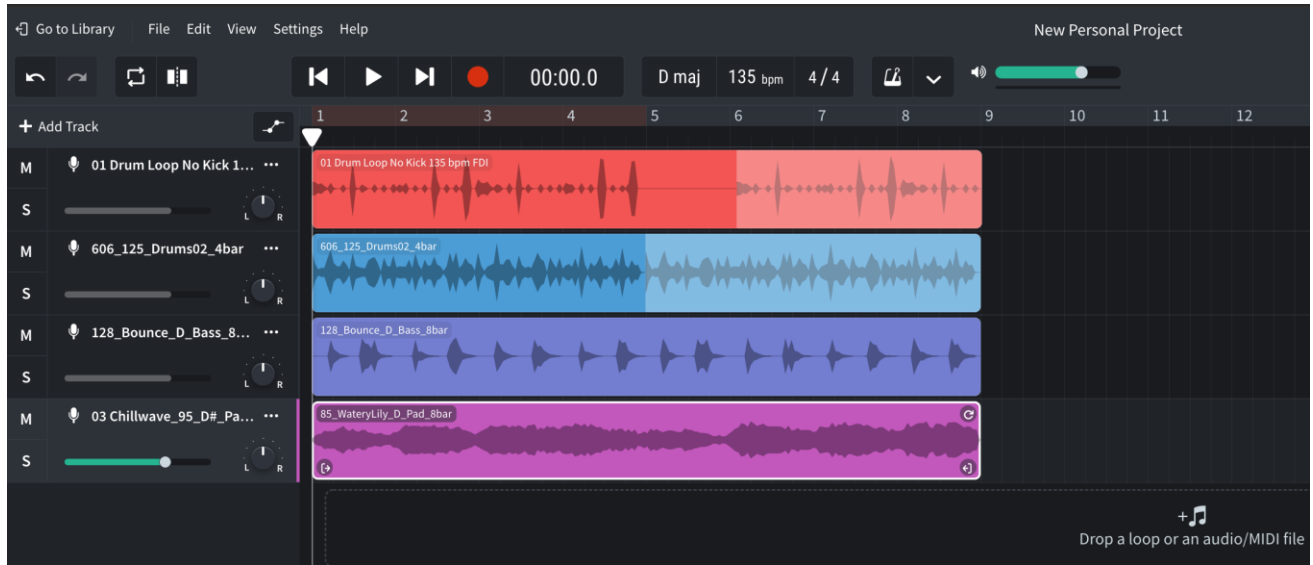 Go to Library File Edit View Settings Help New Personal Project
00:00.0 D maj 135 bpm 4 / 4
+ Add Track 1 2 3 4 5 6 7 8 9 10 11 12
M 01 Drum Loop No Kick 1... ... 01 Drum Loop No Kick 135 bpm FDI
S L R
M 606_125_Drums02_4bar ... 606_125_Drums02_4bar
S L R
M 128_Bounce_D_Bass_8... ... 128_Bounce_D_Bass_8bar
S L R
M 03 Chillwave_95_D#_Pa... ... 85_WateryLily_D_Pad_8bar
S L R
Drop a loop or an audio/MIDI file